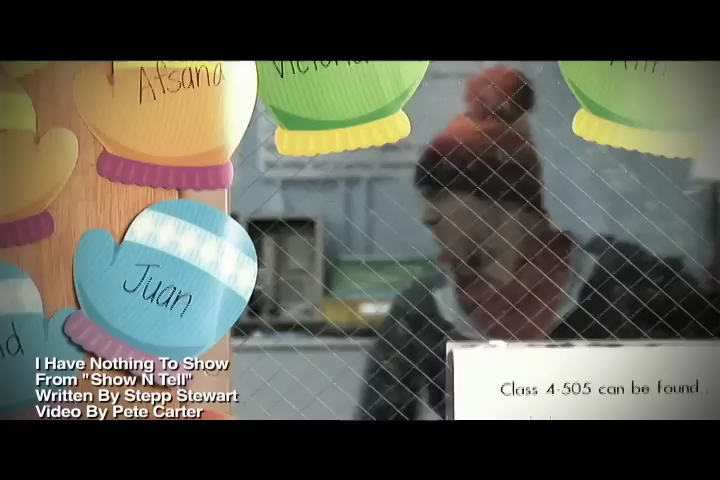 Afsana
Juan
I Have Nothing To Show
From "Show N Tell"
Written By Stepp Stewart
Video By Pete Carter
Class 4-505 can be found...